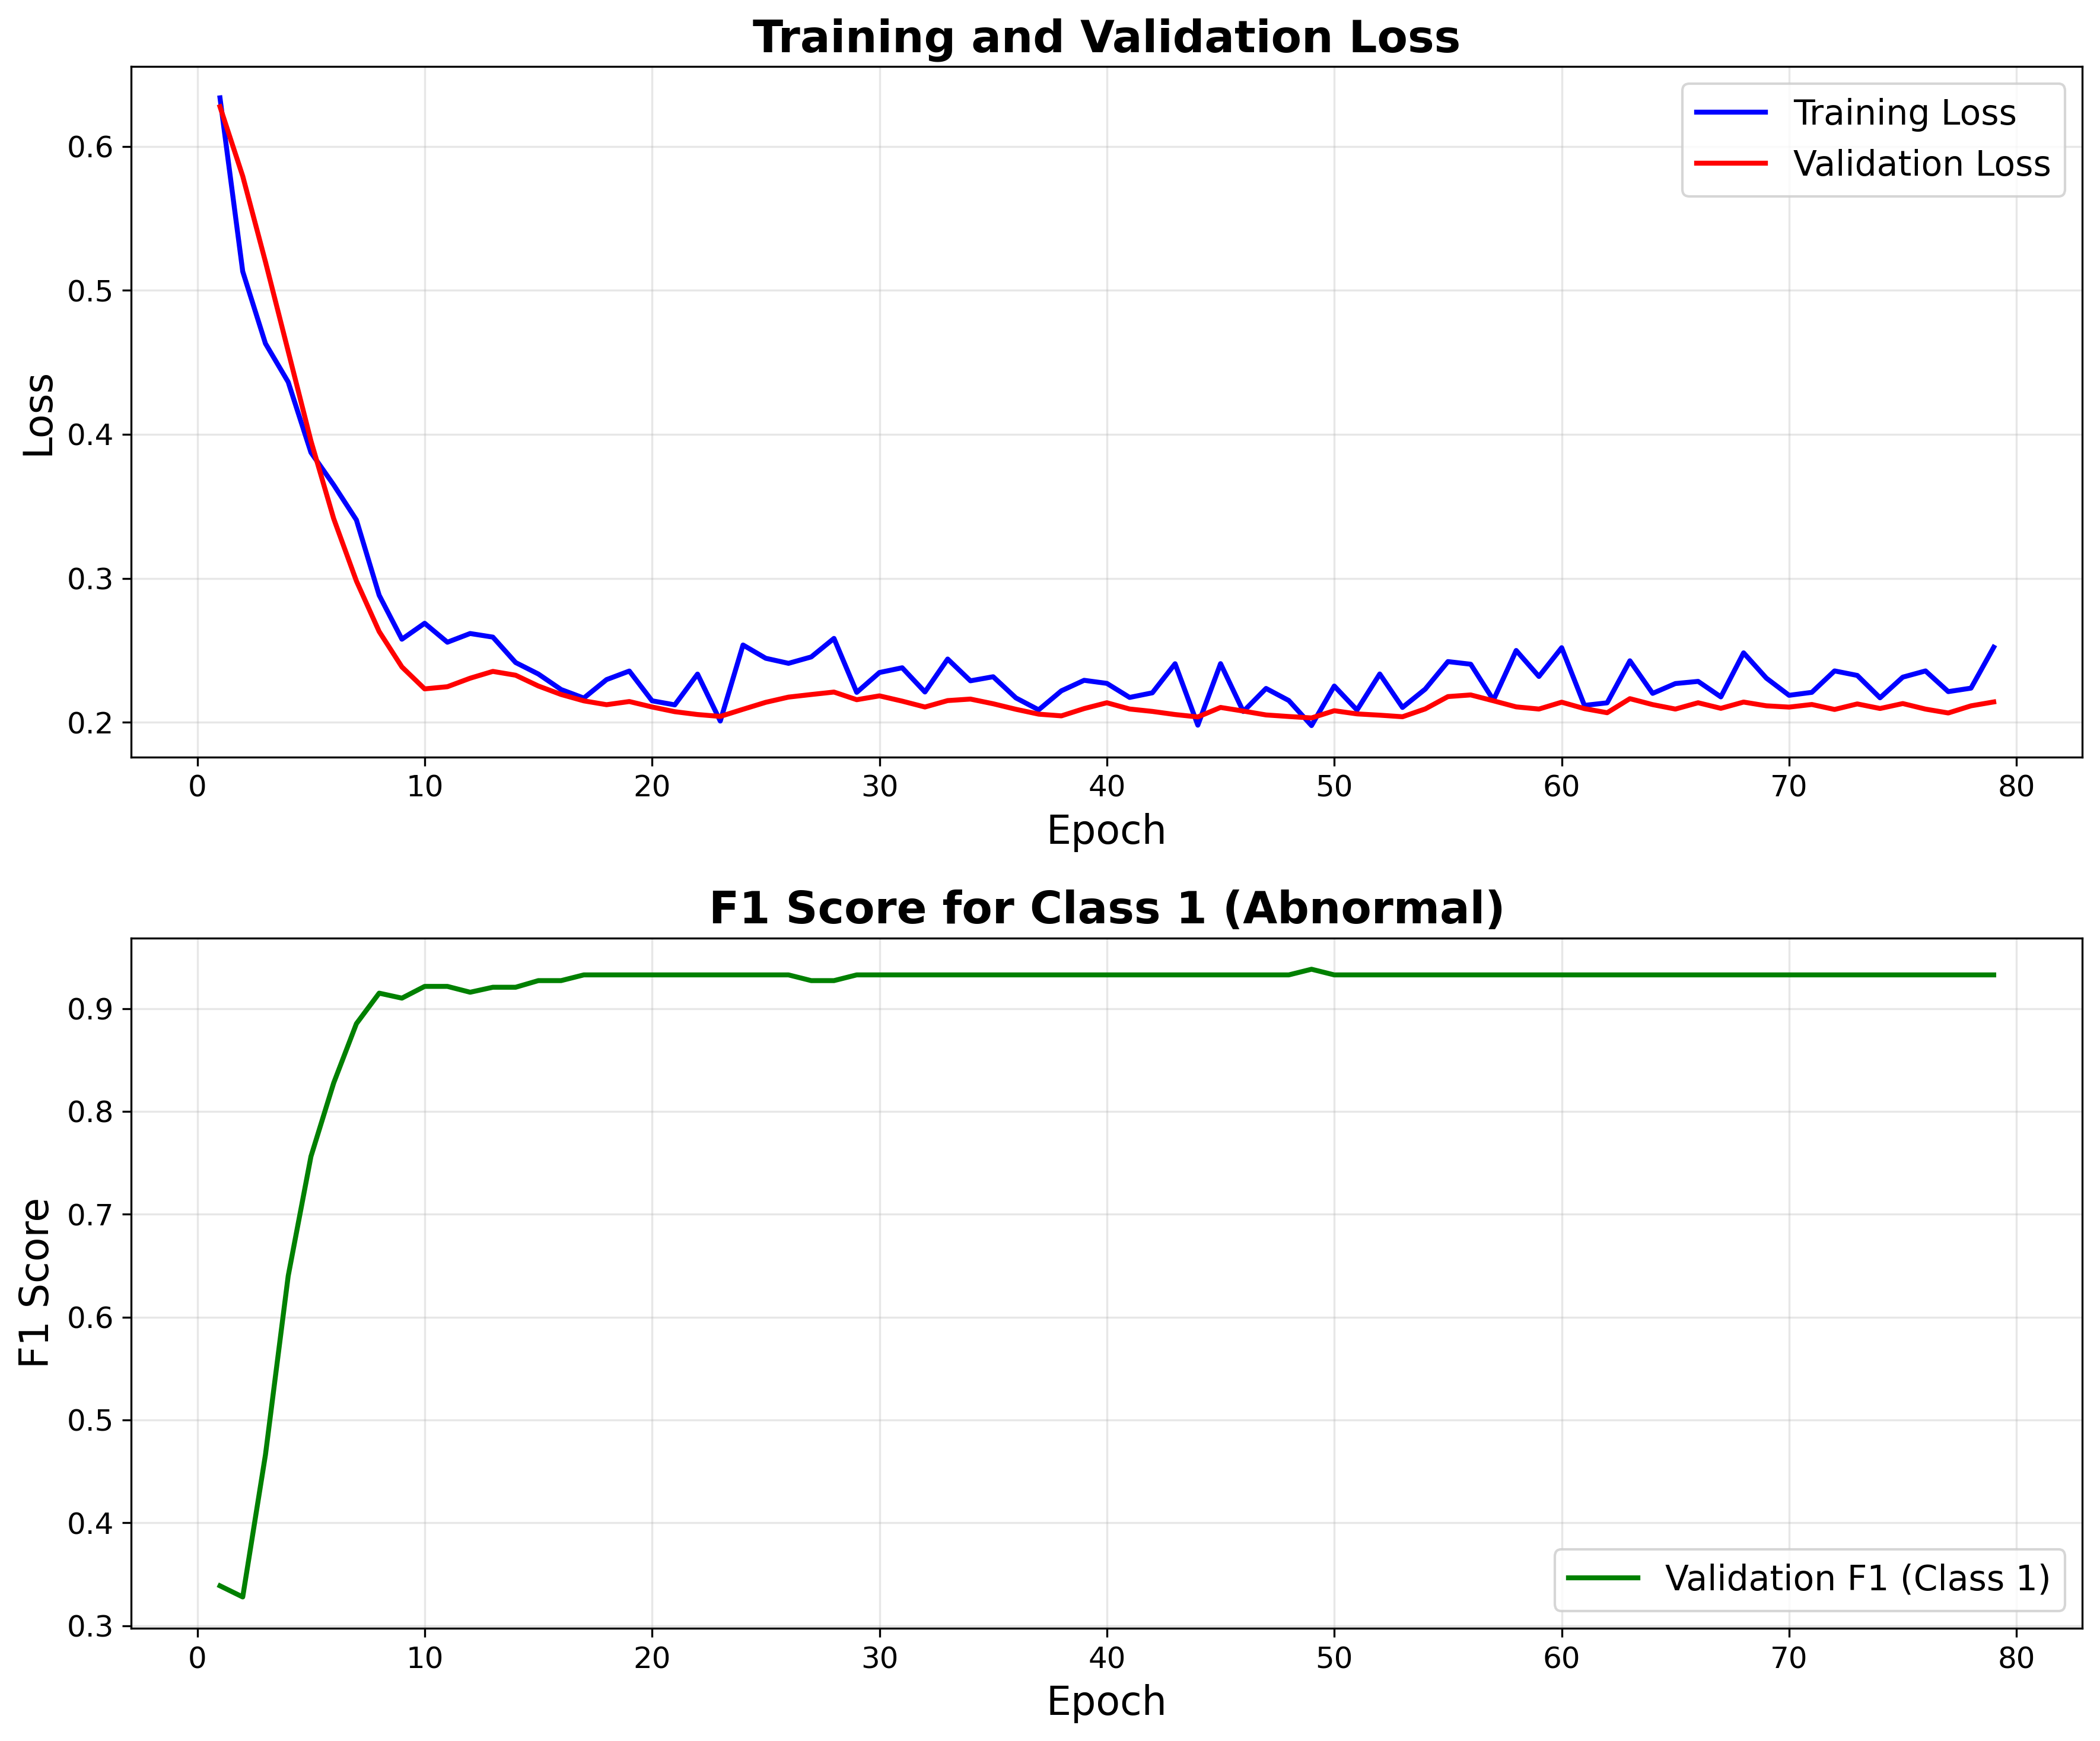 Training and Validation Loss
Training Loss
Validation Loss
Loss
0.6
0.5
0.4
0.3
0.2
0 10 20 30 40 50 60 70 80
Epoch
F1 Score for Class 1 (Abnormal)
F1 Score
0.9
0.8
0.7
0.6
0.5
0.4
0.3
Validation F1 (Class 1)
0 10 20 30 40 50 60 70 80
Epoch